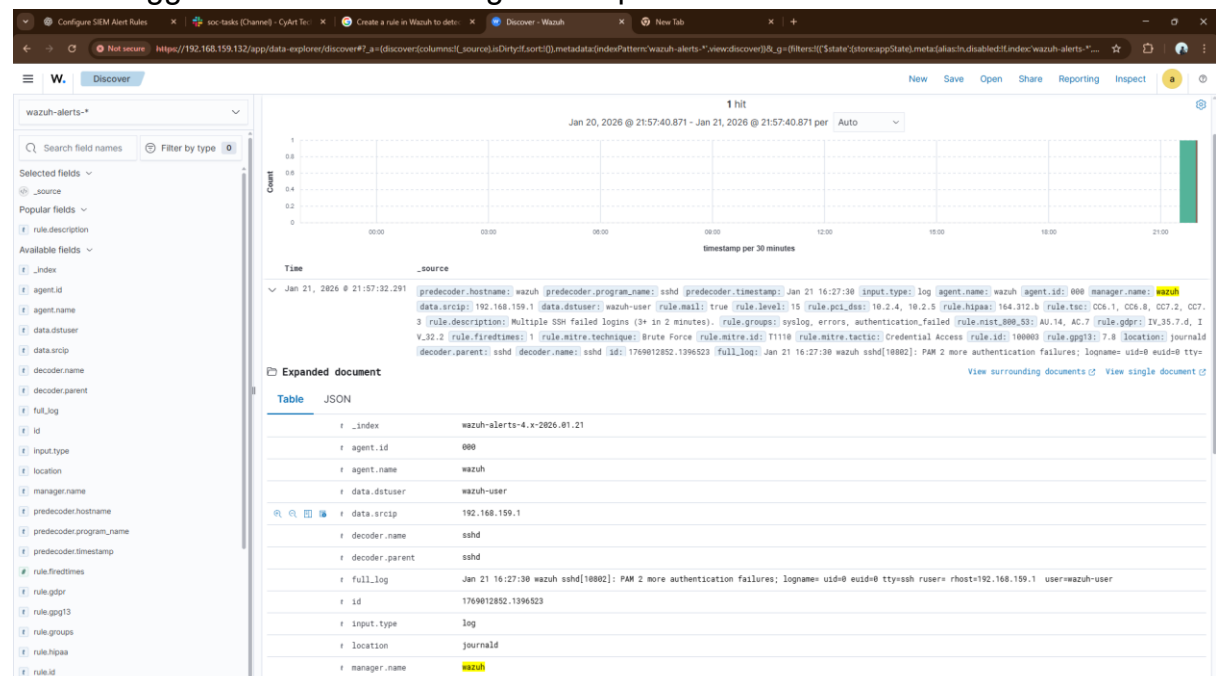 Configure SIEM Alert Rules
soc-tasks (Channel) - CyArt Tec
Create a rule in Wazuh to detec
Discover - Wazuh
New Tab
Not secure https://192.168.159.132/app/data-explorer/discover#?_a=(discover:(columns:!(_source),isDirty:!f,sort:!()),metadata:(indexPattern:'wazuh-alerts-*',view:discover))&_g=(filters:!(('$state':(store:appState),meta:(alias:!n,disabled:!f,index:'wazuh-alerts-*',...
W. Discover New Save Open Share Reporting Inspect a
wazuh-alerts-*
Search field names
Filter by type 0
Selected fields
_source
Popular fields
rule.description
Available fields
_index
agent.id
agent.name
data.dstuser
data.srcip
decoder.name
decoder.parent
full_log
id
input.type
location
manager.name
predecoder.hostname
predecoder.program_name
predecoder.timestamp
rule.firedtimes
rule.gdpr
rule.gpg13
rule.groups
rule.hipaa
rule.id
1 hit
Jan 20, 2026 @ 21:57:40.871 - Jan 21, 2026 @ 21:57:40.871 per Auto
Count
1
0.8
0.6
0.4
0.2
0
00:00 03:00 06:00 09:00 12:00 15:00 18:00 21:00
timestamp per 30 minutes
Time _source
Jan 21, 2026 @ 21:57:32.291
predecoder.hostname: wazuh predecoder.program_name: sshd predecoder.timestamp: Jan 21 16:27:30 input.type: log agent.name: wazuh agent.id: 000 manager.name: wazuh
data.srcip: 192.168.159.1 data.dstuser: wazuh-user rule.mail: true rule.level: 15 rule.pci_dss: 10.2.4, 10.2.5 rule.hipaa: 164.312.b rule.tsc: CC6.1, CC6.8, CC7.2, CC7.
3 rule.description: Multiple SSH failed logins (3+ in 2 minutes). rule.groups: syslog, errors, authentication_failed rule.nist_800_53: AU.14, AC.7 rule.gdpr: IV_35.7.d, I
V_32.2 rule.firedtimes: 1 rule.mitre.technique: Brute Force rule.mitre.id: T1110 rule.mitre.tactic: Credential Access rule.id: 100003 rule.gpg13: 7.8 location: journald
decoder.parent: sshd decoder.name: sshd id: 1769012852.1396523 full_log: Jan 21 16:27:30 wazuh sshd[10802]: PAM 2 more authentication failures; logname= uid=0 euid=0 tty=
Expanded document
View surrounding documents View single document
Table JSON
_index wazuh-alerts-4.x-2026.01.21
agent.id 000
agent.name wazuh
data.dstuser wazuh-user
data.srcip 192.168.159.1
decoder.name sshd
decoder.parent sshd
full_log Jan 21 16:27:30 wazuh sshd[10802]: PAM 2 more authentication failures; logname= uid=0 euid=0 tty=ssh ruser= rhost=192.168.159.1 user=wazuh-user
id 1769012852.1396523
input.type log
location journald
manager.name wazuh